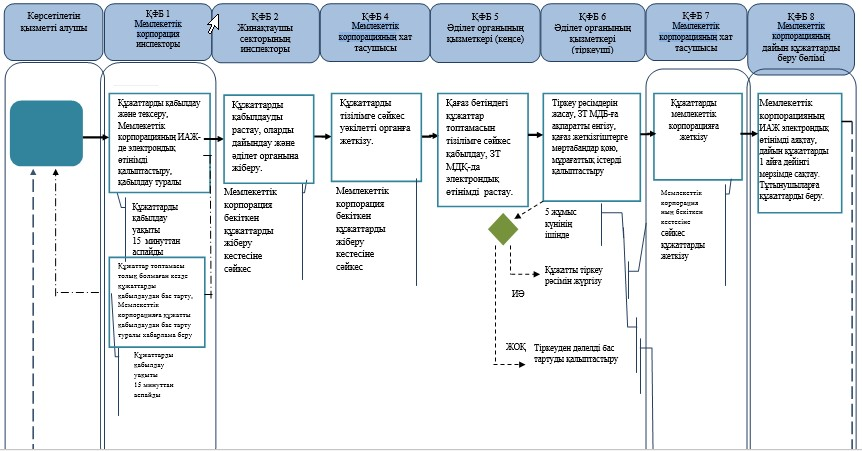 Көрсетілетін
қызметті алушы
ҚФБ 1
Мемлекеттік
корпорация
инспекторы
ҚФБ 2
Жинақтаушы
секторының
инспекторы
ҚФБ 4
Мемлекеттік
корпорацияның хат
тасушысы
ҚФБ 5
Әділет органының
қызметкері (кеңсе)
ҚФБ 6
Әділет органының
қызметкері
(тіркеуші)
ҚФБ 7
Мемлекеттік
корпорацияның хат
тасушысы
ҚФБ 8
Мемлекеттік
корпорацияның
дайын құжаттарды
беру бөлімі
Құжаттарды қабылдау
және тексеру,
Мемлекеттік
корпорацияның ИАЖ-
де электрондық
өтінімді
қалыптастыру,
қабылдау туралы
Құжаттарды
қабылдау
уақыты
15 минуттан
аспайды
Құжаттар топтамасы
толық болмаған кезде
құжаттарды
қабылдаудан бас тарту,
Мемлекеттік
корпорацияға құжатты
қабылдаудан бас тарту
туралы хабарлама беру
Құжаттарды
қабылдау
уақыты
15 минуттан
аспайды
Құжаттарды
қабылдауды
растау, оларды
дайындау және
әділет органына
жіберу.
Мемлекеттік
корпорация
бекіткен
құжаттарды
жіберу
кестесіне
сәйкес
Құжаттарды
тізілімге сәйкес
уәкілетті органға
жеткізу.
Мемлекеттік
корпорация
бекіткен
құжаттарды
жіберу
кестесіне
сәйкес
Қағаз бетіндегі
құжаттар
топтамасын
тізілімге сәйкес
қабылдау, ЗТ
МДҚ-да
электрондық
өтінімді растау.
Тіркеу рәсімдерін
жасау, ЗТ МДБ-ға
ақпаратты енгізу,
қағаз жеткізгіштерге
мөртабандар қою,
мұрағаттық істерді
қалыптастыру
5 жұмыс
күнінің
ішінде
Құжатты тіркеу
рәсімін жүргізу
ИӘ
ЖОҚ
Тіркеуден дәлелді бас
тартуды қалыптастыру
Құжаттарды
мемлекеттік
корпорацияға
жеткізу
Мемлекеттік
корпорация
ның бекіткен
кестесіне
сәйкес
құжаттарды
жеткізу
Мемлекеттік
корпорацияның
ИАЖ электрондық
өтінімді аяқтау,
дайын құжаттарды
1 айға дейінгі
мерзімде сақтау.
Тұтынушыларға
құжаттарды беру.